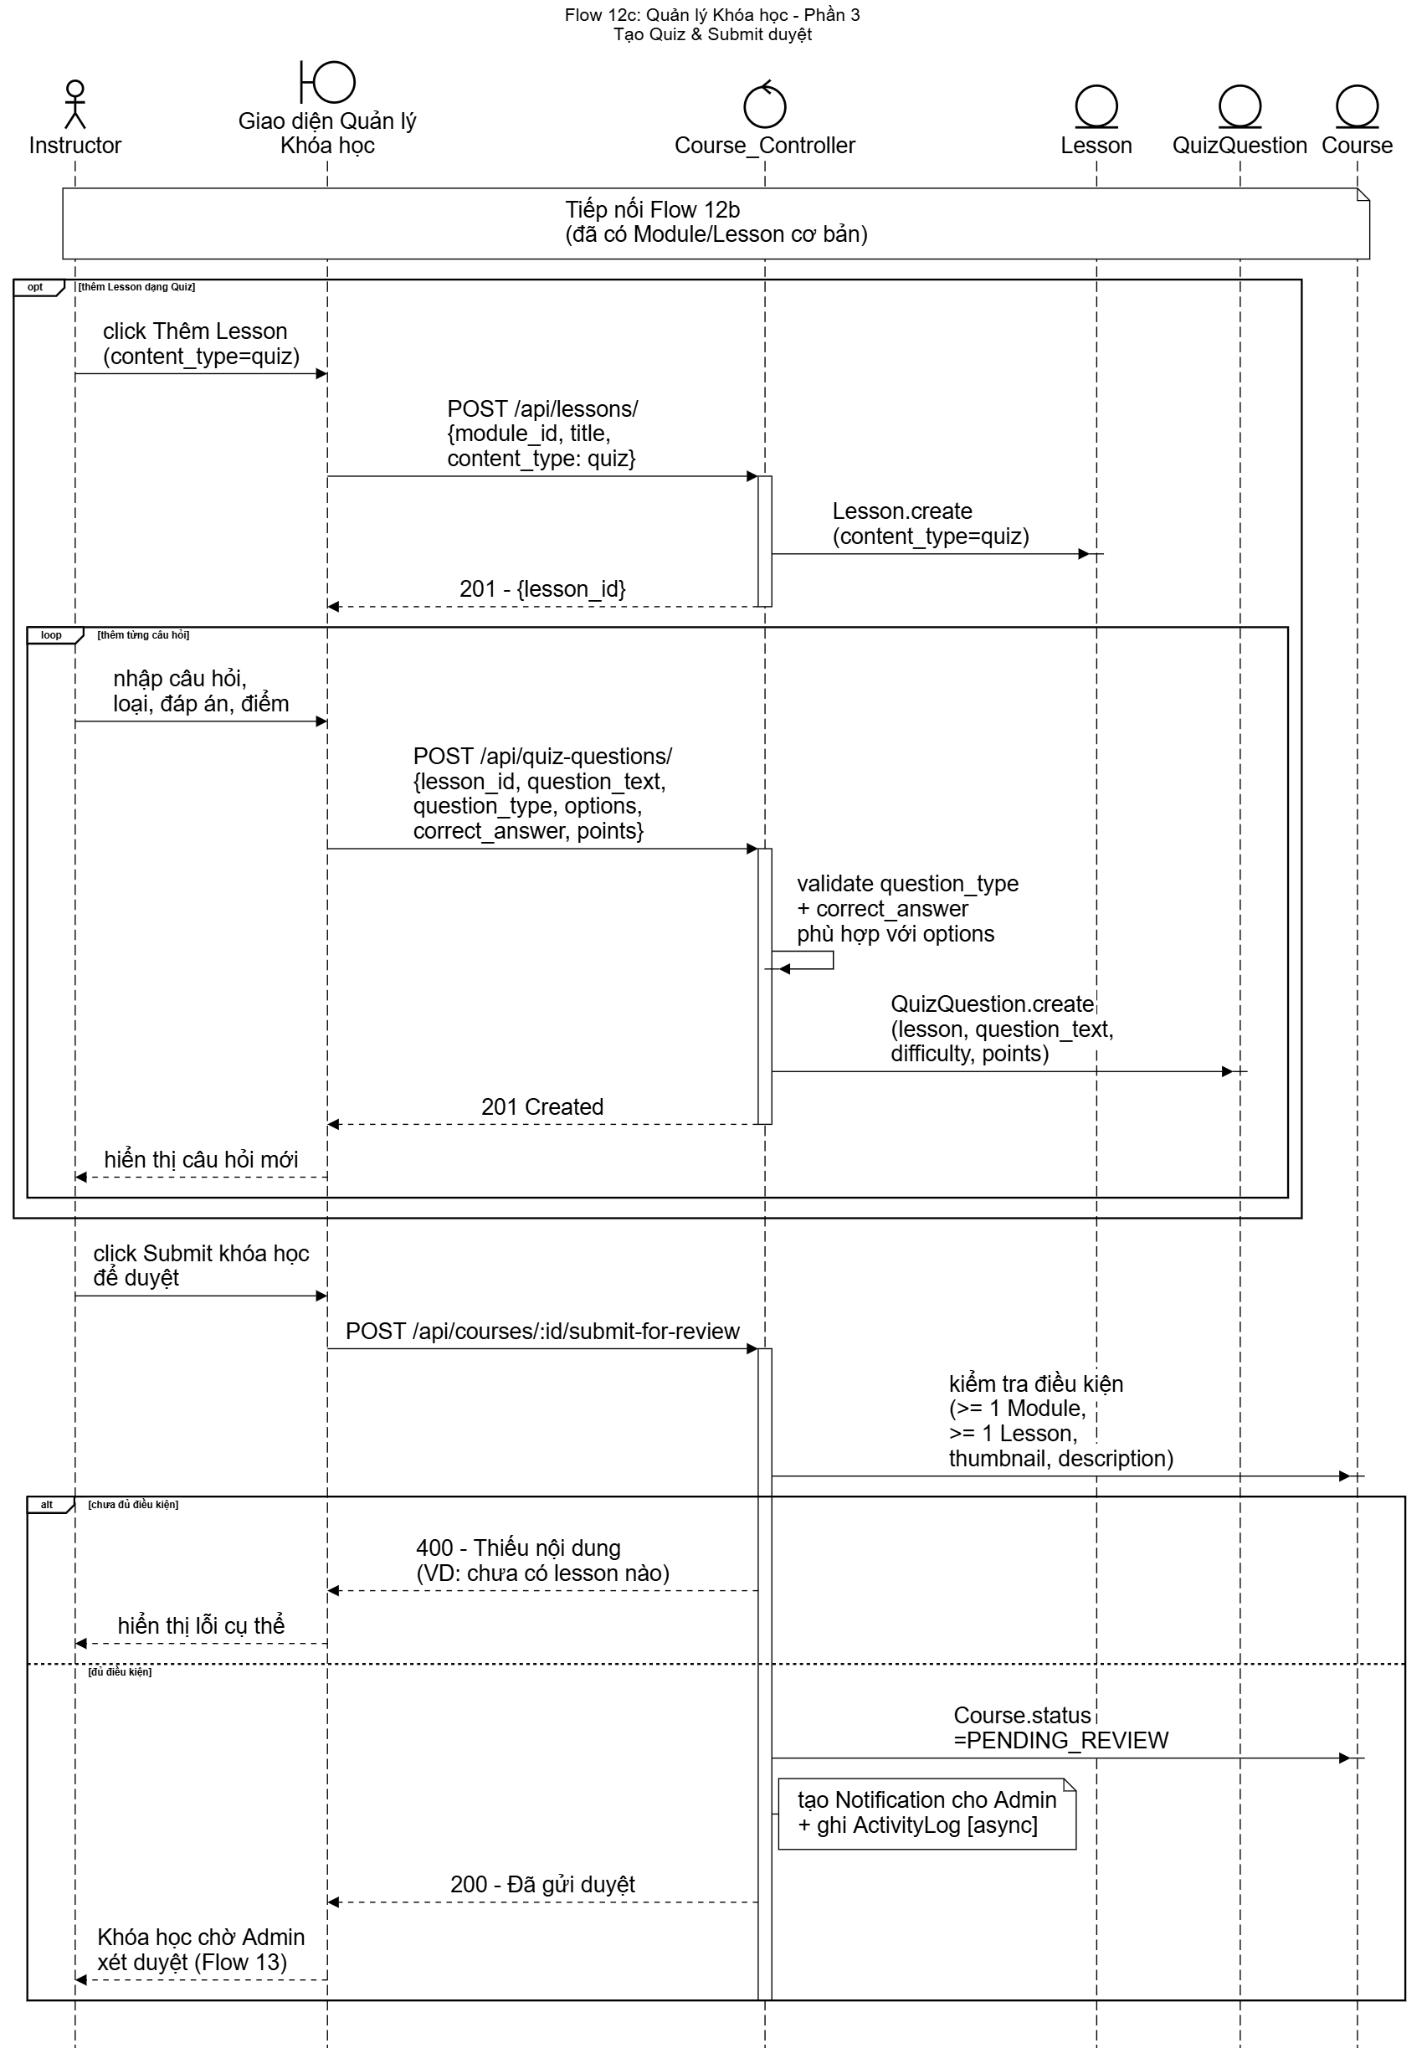 Flow 12c: Quản lý Khóa học - Phần 3
Tạo Quiz & Submit duyệt
Instructor
Giao diện Quản lý
Khóa học
Course_Controller
Lesson
QuizQuestion
Course
Tiếp nối Flow 12b
(đã có Module/Lesson cơ bản)
opt
[thêm Lesson dạng Quiz]
click Thêm Lesson
(content_type=quiz)
POST /api/lessons/
{module_id, title,
content_type: quiz}
Lesson.create
(content_type=quiz)
201 - {lesson_id}
loop
[thêm từng câu hỏi]
nhập câu hỏi,
loại, đáp án, điểm
POST /api/quiz-questions/
{lesson_id, question_text,
question_type, options,
correct_answer, points}
validate question_type
+ correct_answer
phù hợp với options
QuizQuestion.create
(lesson, question_text,
difficulty, points)
201 Created
hiển thị câu hỏi mới
click Submit khóa học
để duyệt
POST /api/courses/:id/submit-for-review
kiểm tra điều kiện
(>= 1 Module,
>= 1 Lesson,
thumbnail, description)
alt
[chưa đủ điều kiện]
400 - Thiếu nội dung
(VD: chưa có lesson nào)
hiển thị lỗi cụ thể
[đủ điều kiện]
Course.status
=PENDING_REVIEW
tạo Notification cho Admin
+ ghi ActivityLog [async]
200 - Đã gửi duyệt
Khóa học chờ Admin
xét duyệt (Flow 13)